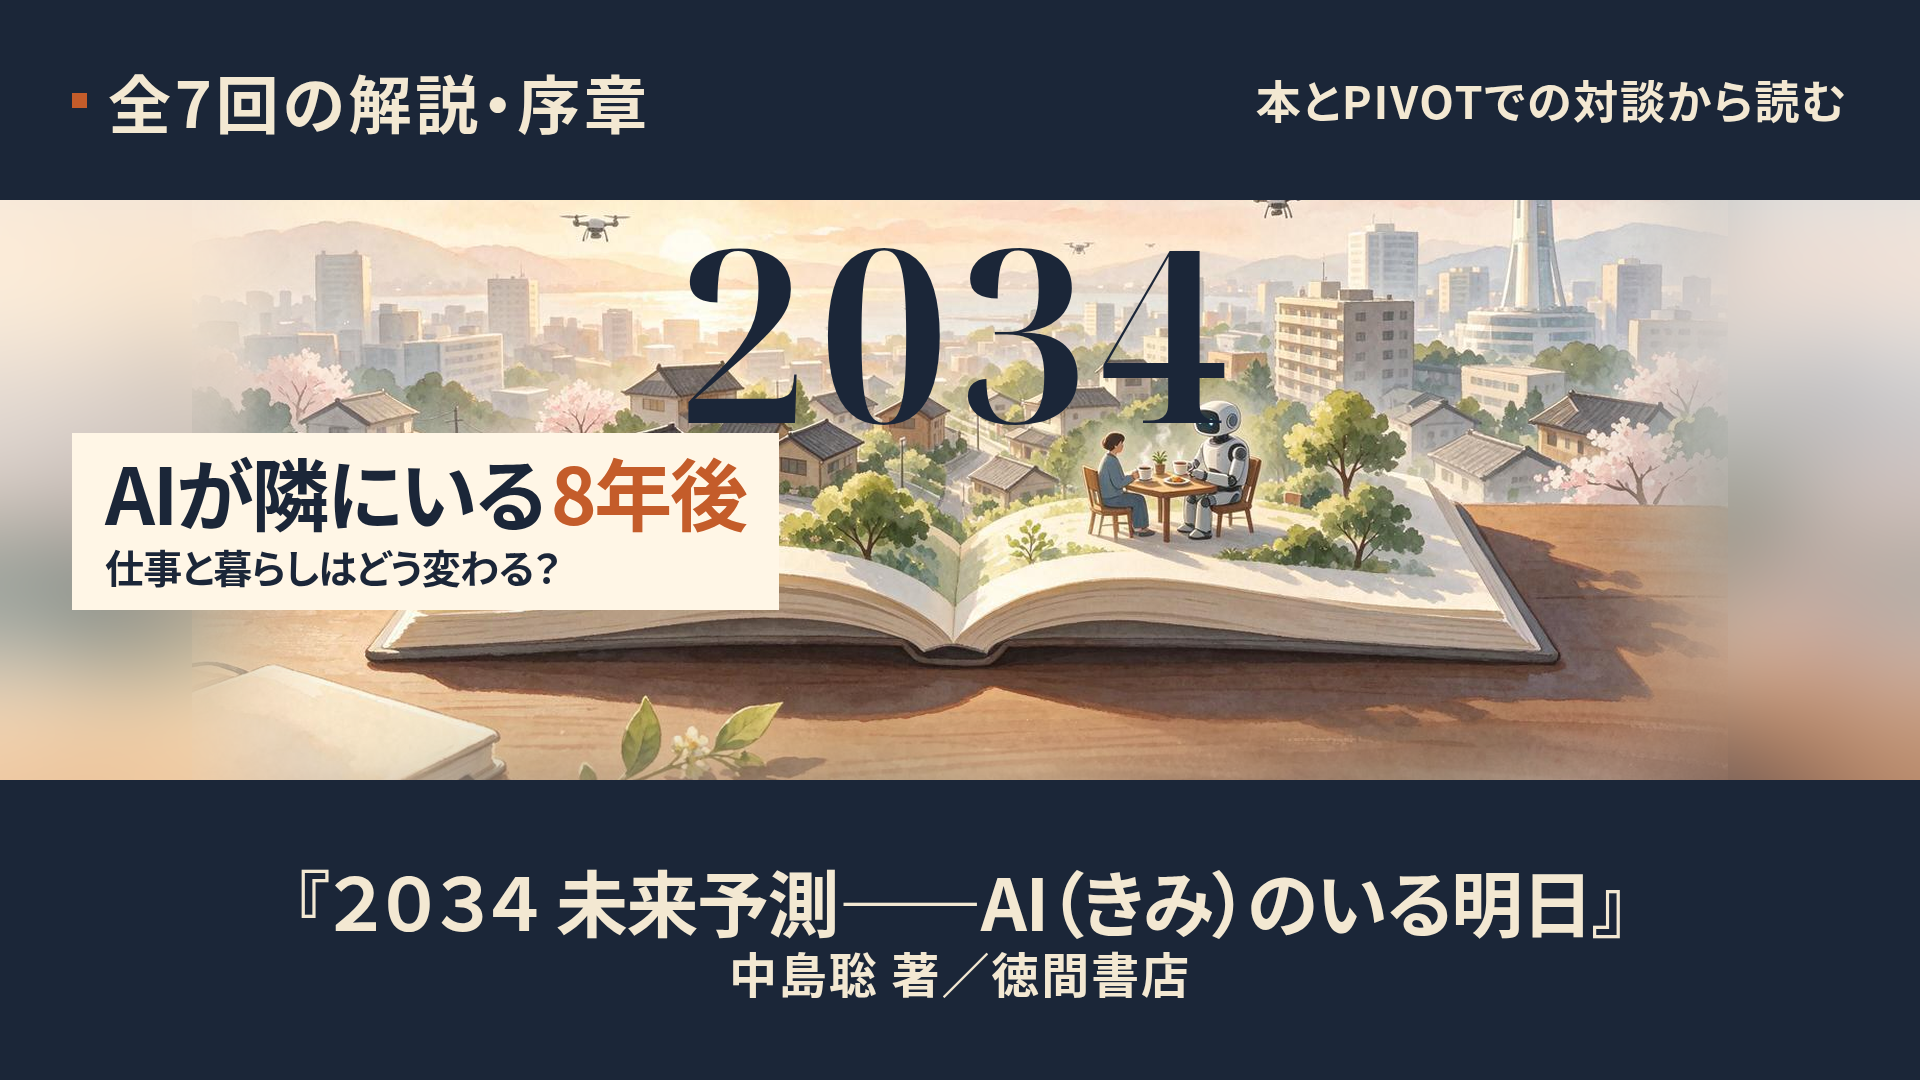 全7回の解説・序章
本とPIVOTでの対談から読む
2034
AIが隣にいる8年後
仕事と暮らしはどう変わる？
『２０３４ 未来予測――AI（きみ）のいる明日』
中島聡 著／徳間書店